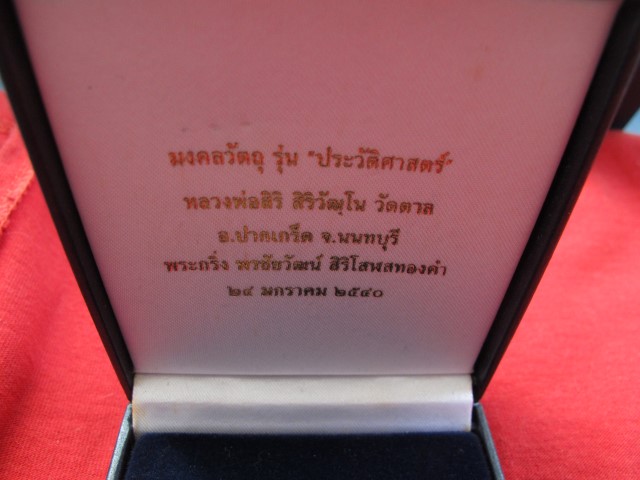 มงคลวัตถุ รุ่น "ประวัติศาสตร์"
หลวงพ่อสิริ สิริวัฒฺโน วัดตาล
อ.ปากเกร็ด จ.นนทบุรี
พระกริ่ง พรชัยวัฒน์ สิริโสฬสทองคำ
๒๔ มกราคม ๒๕๔๐